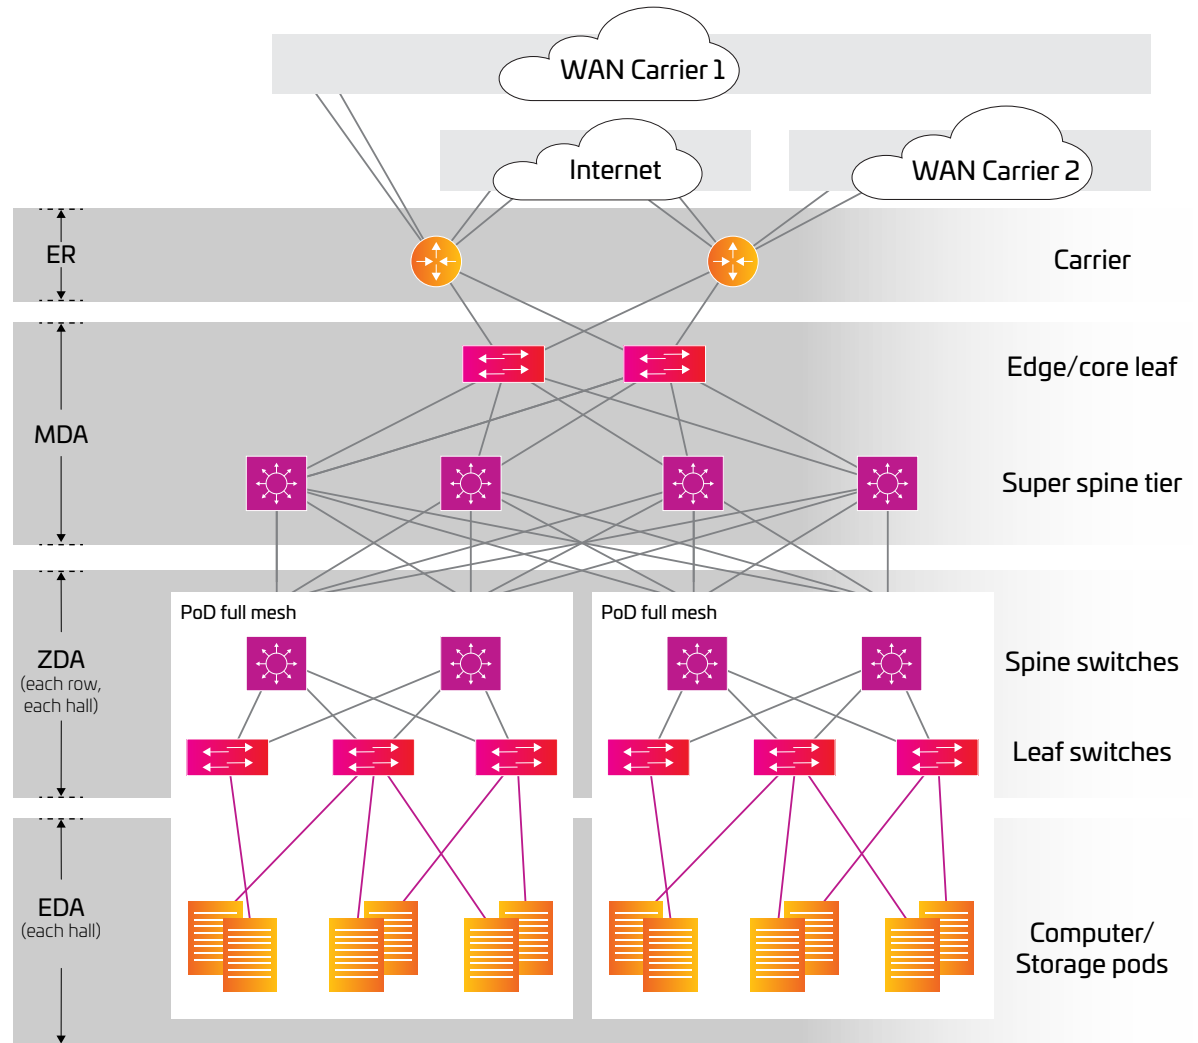 WAN Carrier 1
Internet
WAN Carrier 2
ER
Carrier
Edge/core leaf
MDA
Super spine tier
PoD full mesh
PoD full mesh
ZDA
(each row,
each hall)
Spine switches
Leaf switches
EDA
(each hall)
Computer/
Storage pods